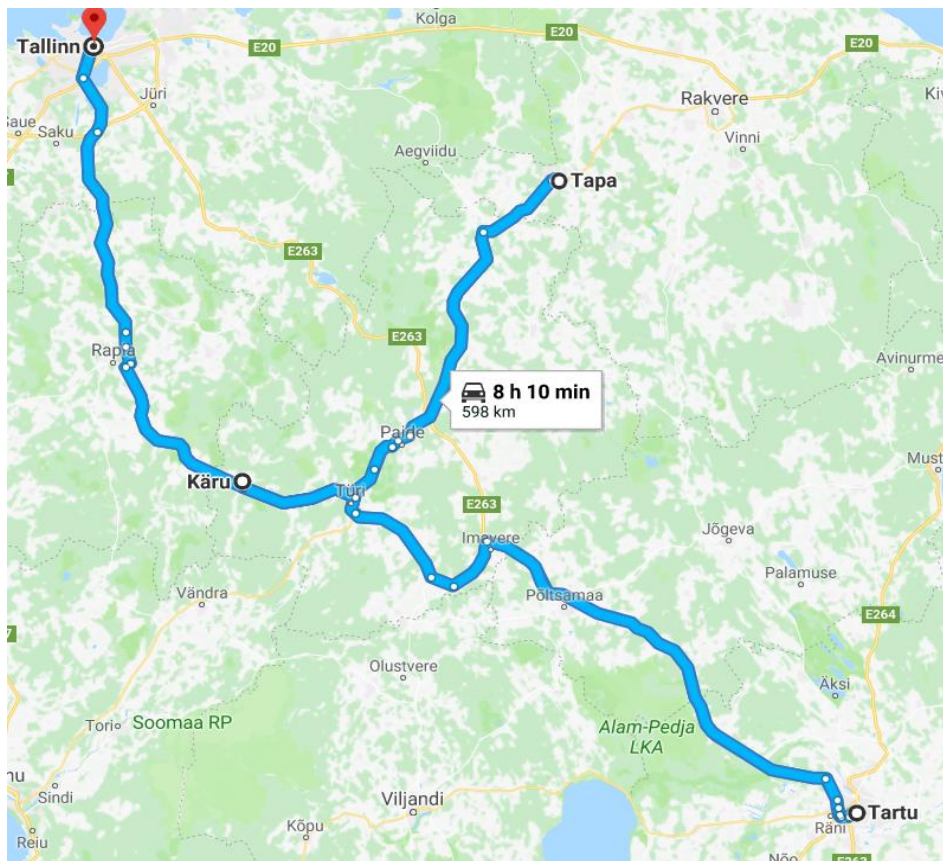 Kolga
Tallinn
E20
E20
E20
Jüri
Saue
Saku
Rakvere
Kiv
Vinni
Aegviidu
Tapa
E263
E263
Rapla
Avinurme
8 h 10 min
598 km
Paide
Must
Käru
Türi
E263
Jõgeva
Imavere
Palamuse
Vändra
Põltsamaa
E264
7
Olustvere
Äksi
Tori
Soomaa RP
Alam-Pedja
LKA
nu
Sindi
Viljandi
Tartu
Räni
Kõpu
Reiu
Nõo
E263